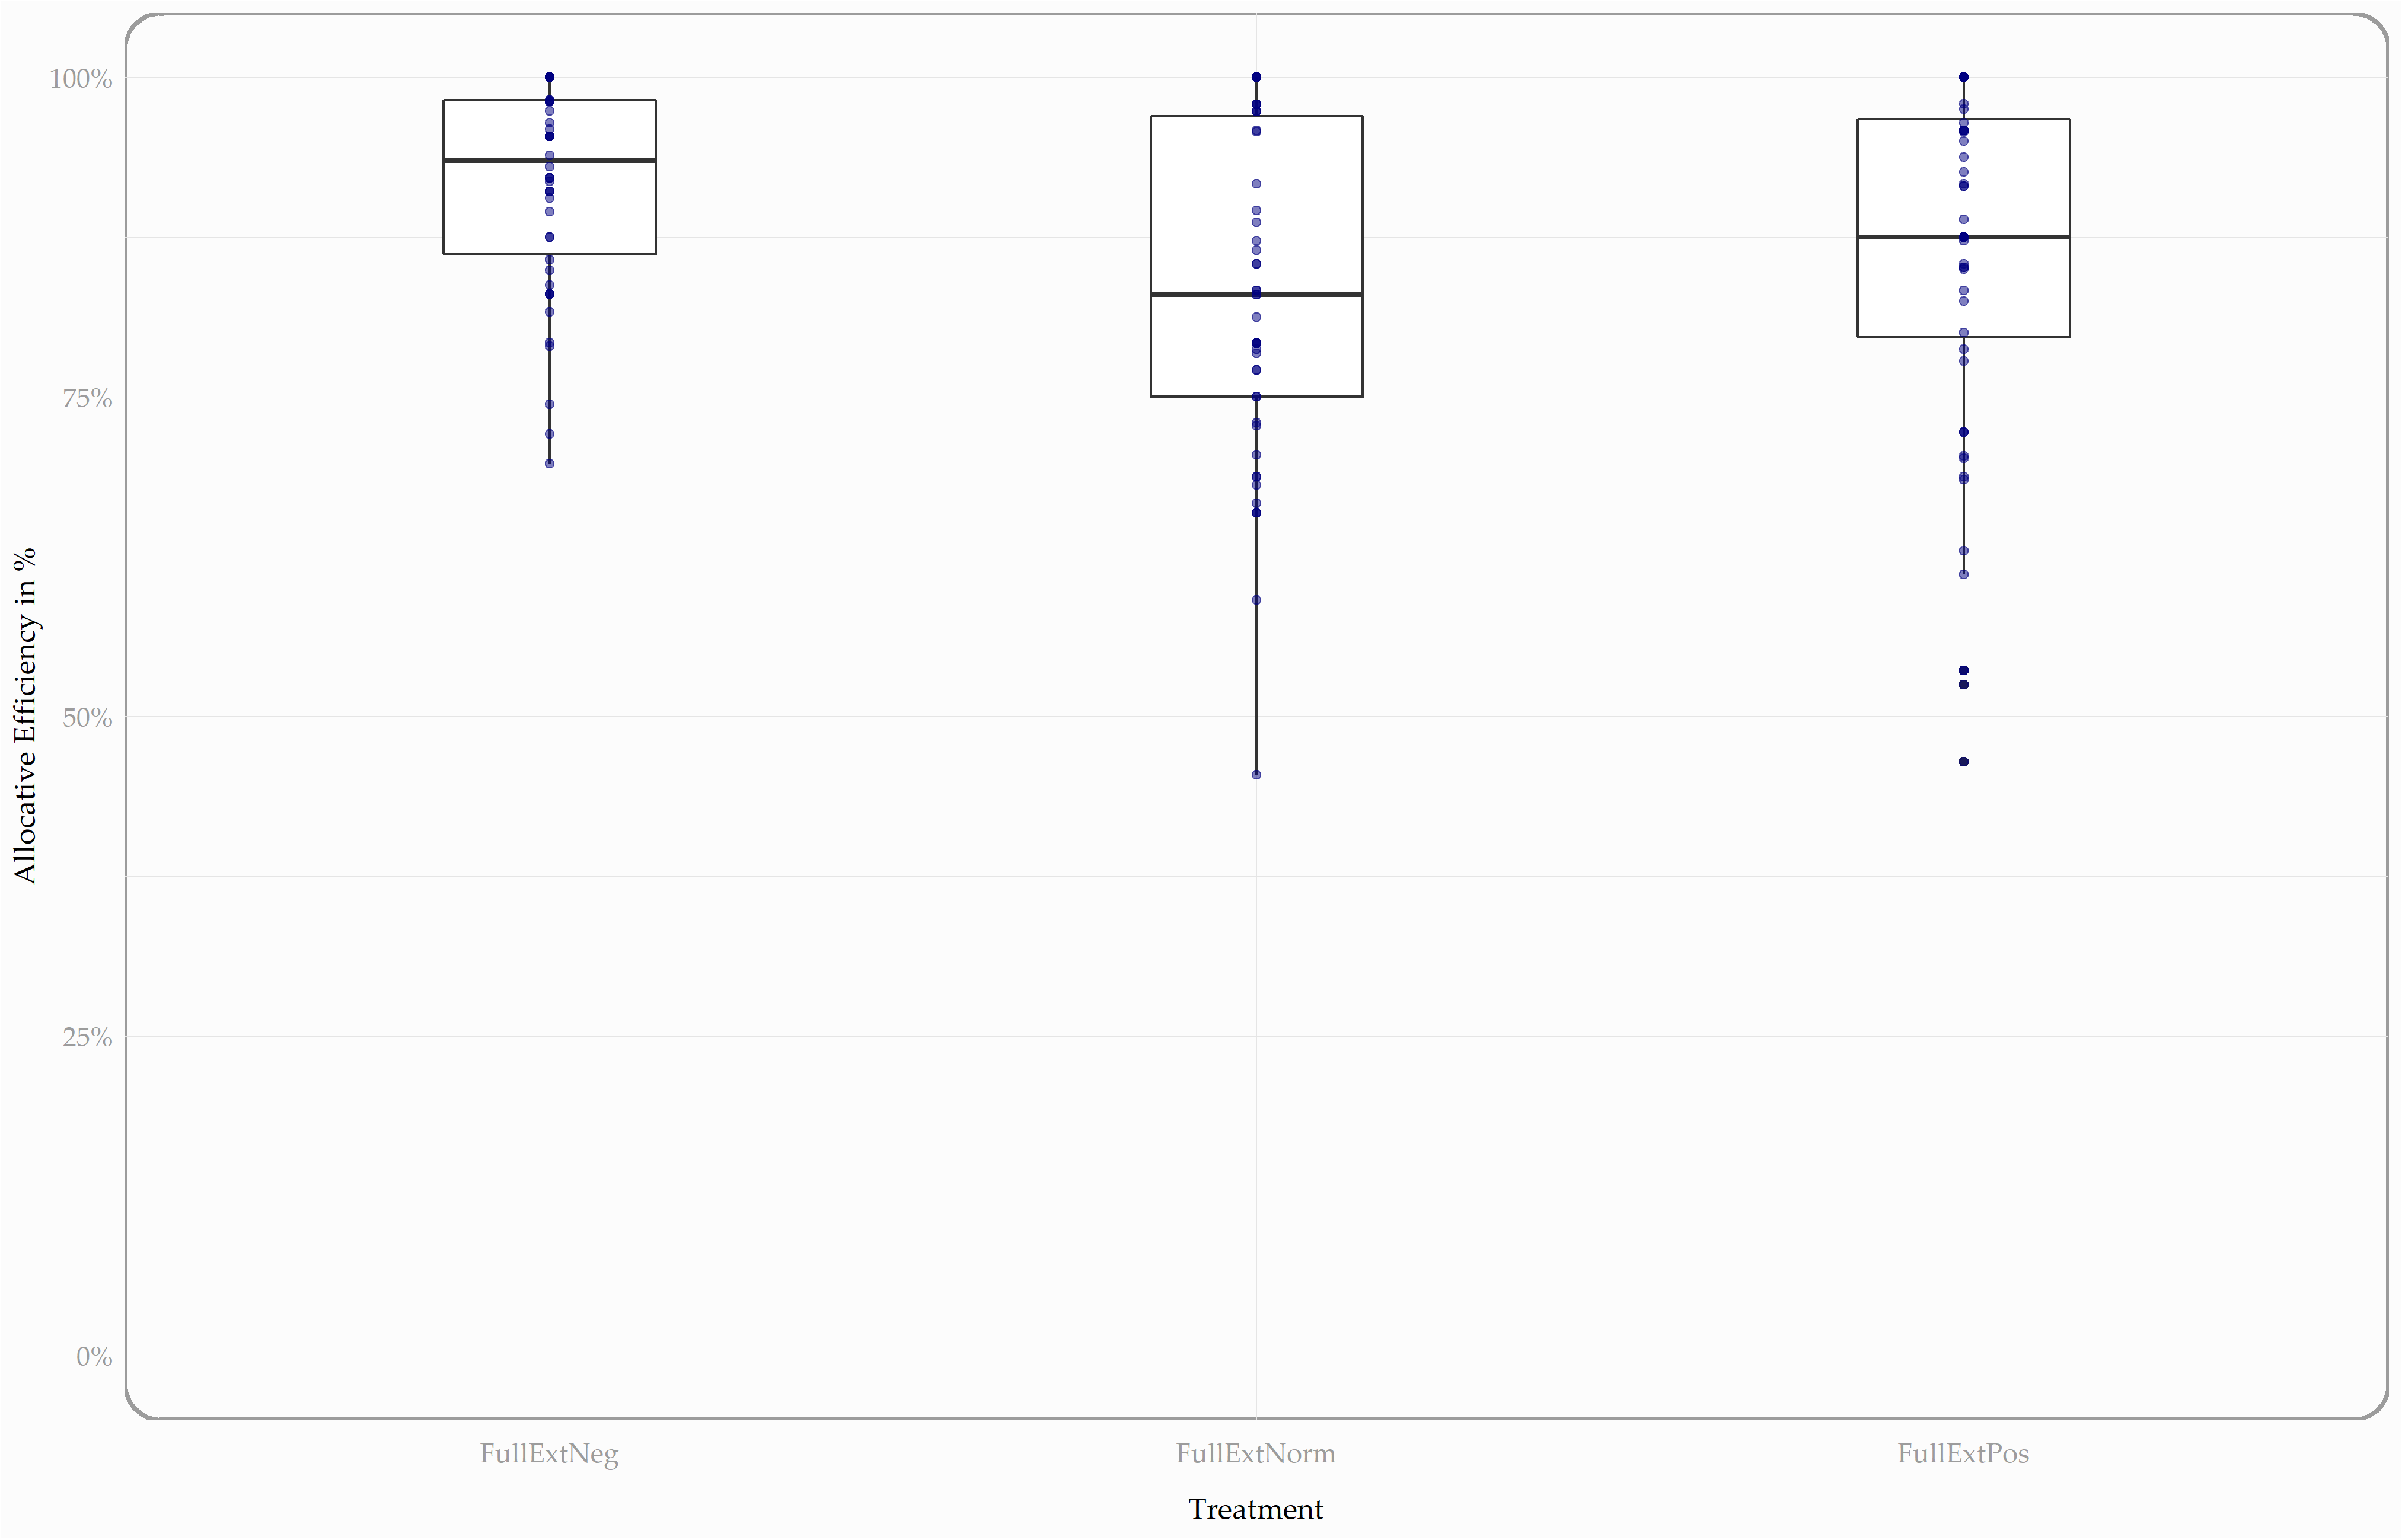 100%
75%
50%
25%
0%
Allocative Efficiency in %
FullExtNeg
FullExtNorm
FullExtPos
Treatment